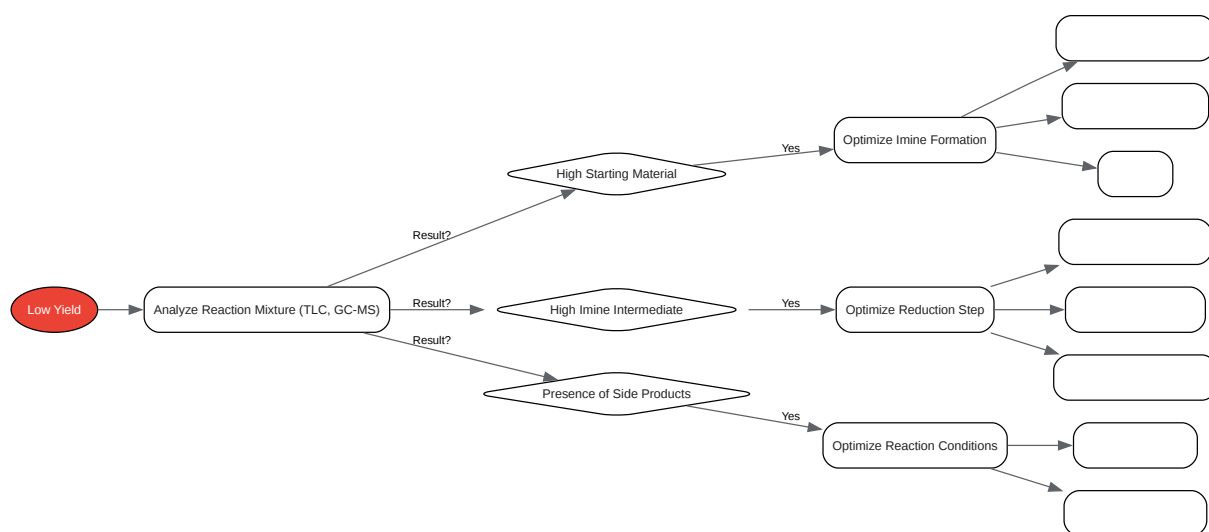 High Starting Material
Yes
Optimize Imine Formation
Result?
Low Yield
Analyze Reaction Mixture (TLC, GC-MS)
Result?
High Imine Intermediate
Yes
Optimize Reduction Step
Result?
Presence of Side Products
Yes
Optimize Reaction Conditions